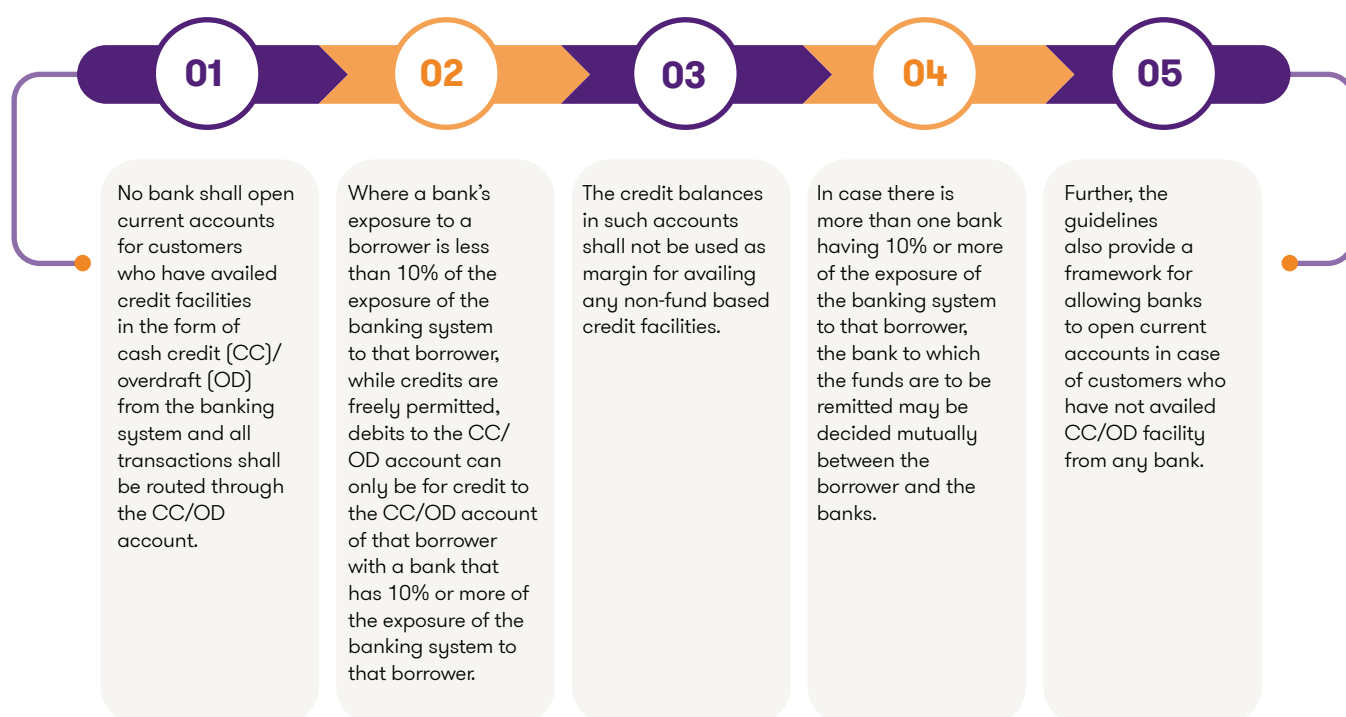 01
02
03
04
05
No bank shall open
current accounts
for customers
who have availed
credit facilities
in the form of
cash credit (CC)/
overdraft (OD)
from the banking
system and all
transactions shall
be routed through
the CC/OD
account.
Where a bank’s
exposure to a
borrower is less
than 10% of the
exposure of the
banking system
to that borrower,
while credits are
freely permitted,
debits to the CC/
OD account can
only be for credit to
the CC/OD account
of that borrower
with a bank that
has 10% or more of
the exposure of the
banking system to
that borrower.
The credit balances
in such accounts
shall not be used as
margin for availing
any non-fund based
credit facilities.
In case there is
more than one bank
having 10% or more
of the exposure of
the banking system
to that borrower,
the bank to which
the funds are to be
remitted may be
decided mutually
between the
borrower and the
banks.
Further, the
guidelines
also provide a
framework for
allowing banks
to open current
accounts in case
of customers who
have not availed
CC/OD facility
from any bank.